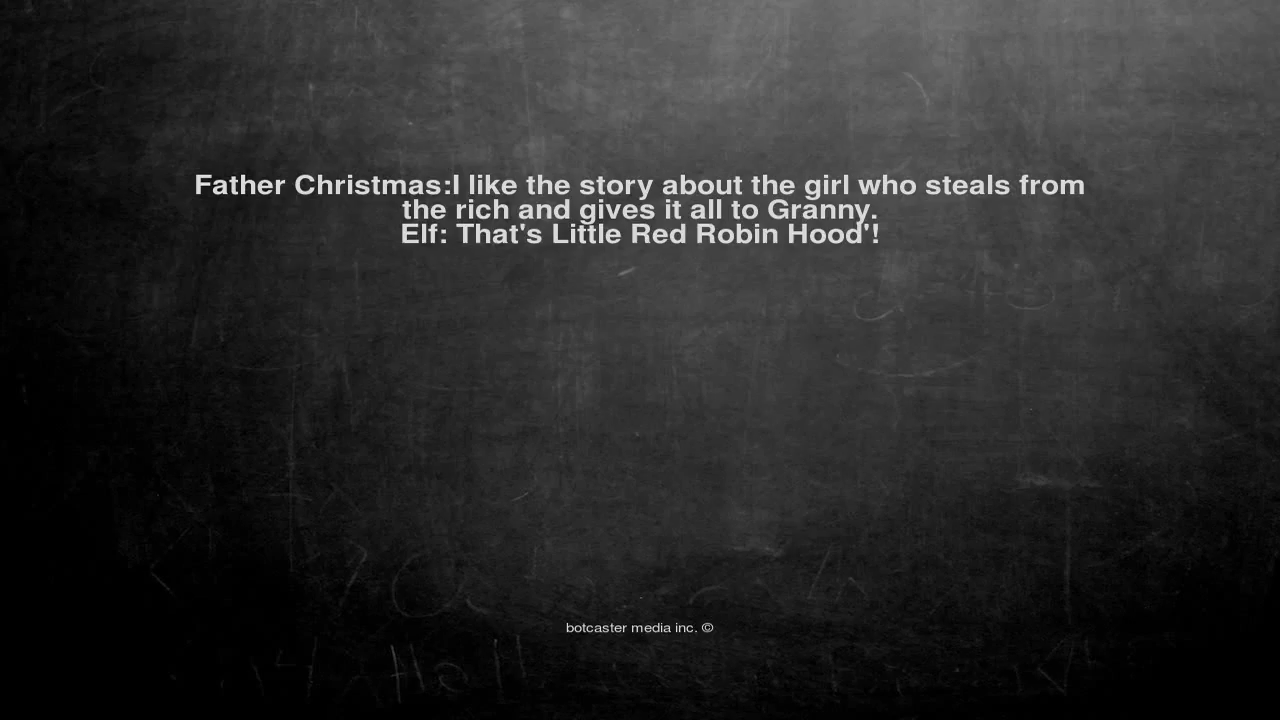 Father Christmas:I like the story about the girl who steals from
the rich and gives it all to Granny.
Elf: That's Little Red Robin Hood'!
botcaster media inc. ©